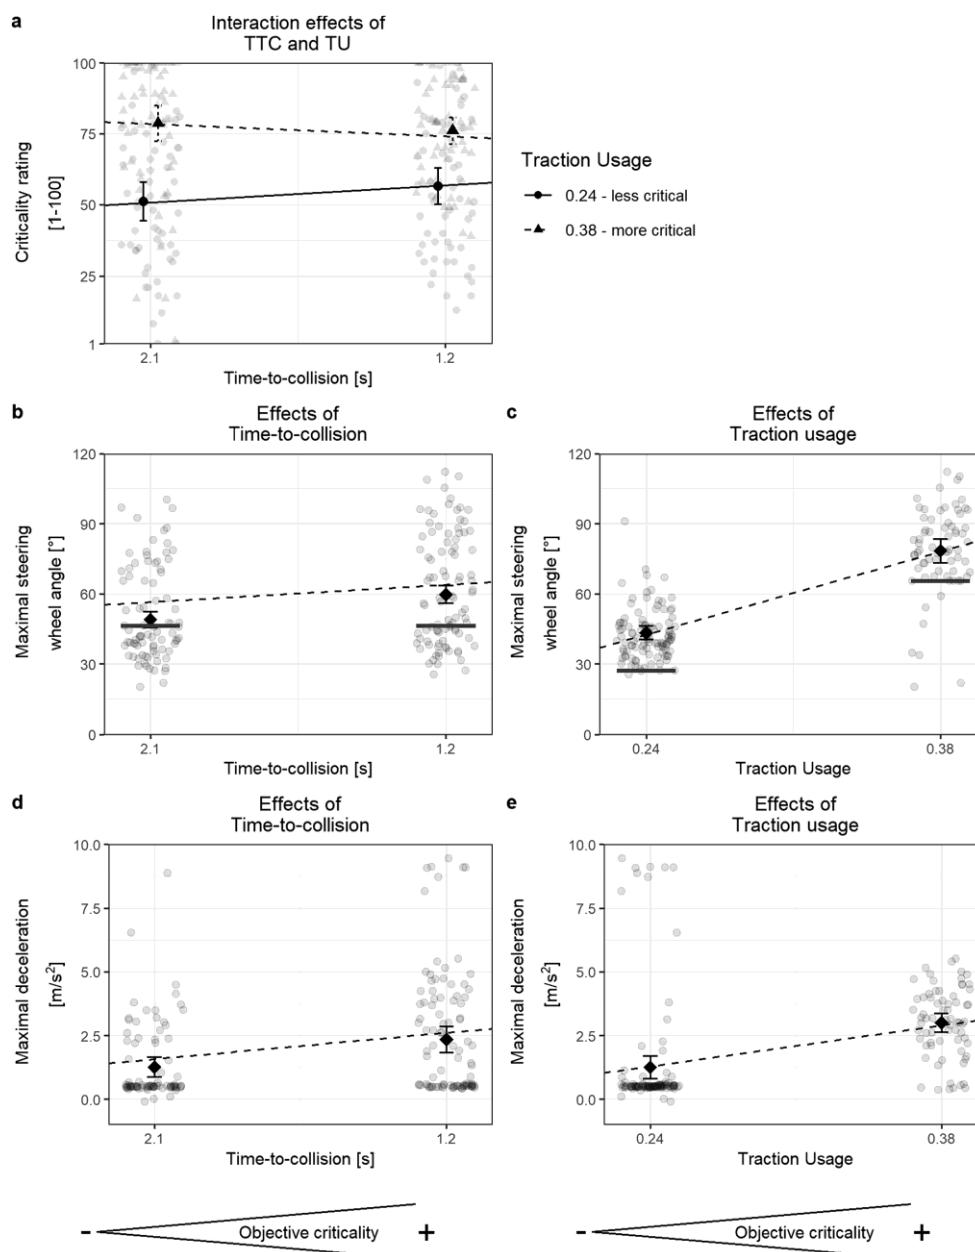 a
Interaction effects of
TTC and TU
Criticality rating
[1-100]
100
75
50
25
1
2.1
1.2
Time-to-collision [s]
Traction Usage
0.24 - less critical
0.38 - more critical
b
Effects of
Time-to-collision
Maximal steering
wheel angle [°]
120
90
60
30
0
2.1
1.2
Time-to-collision [s]
c
Effects of
Traction usage
Maximal steering
wheel angle [°]
120
90
60
30
0
0.24
0.38
Traction Usage
d
Effects of
Time-to-collision
Maximal deceleration
[m/s²]
10.0
7.5
5.0
2.5
0.0
2.1
1.2
Time-to-collision [s]
e
Effects of
Traction usage
Maximal deceleration
[m/s²]
10.0
7.5
5.0
2.5
0.0
0.24
0.38
Traction Usage
- Objective criticality +
- Objective criticality +